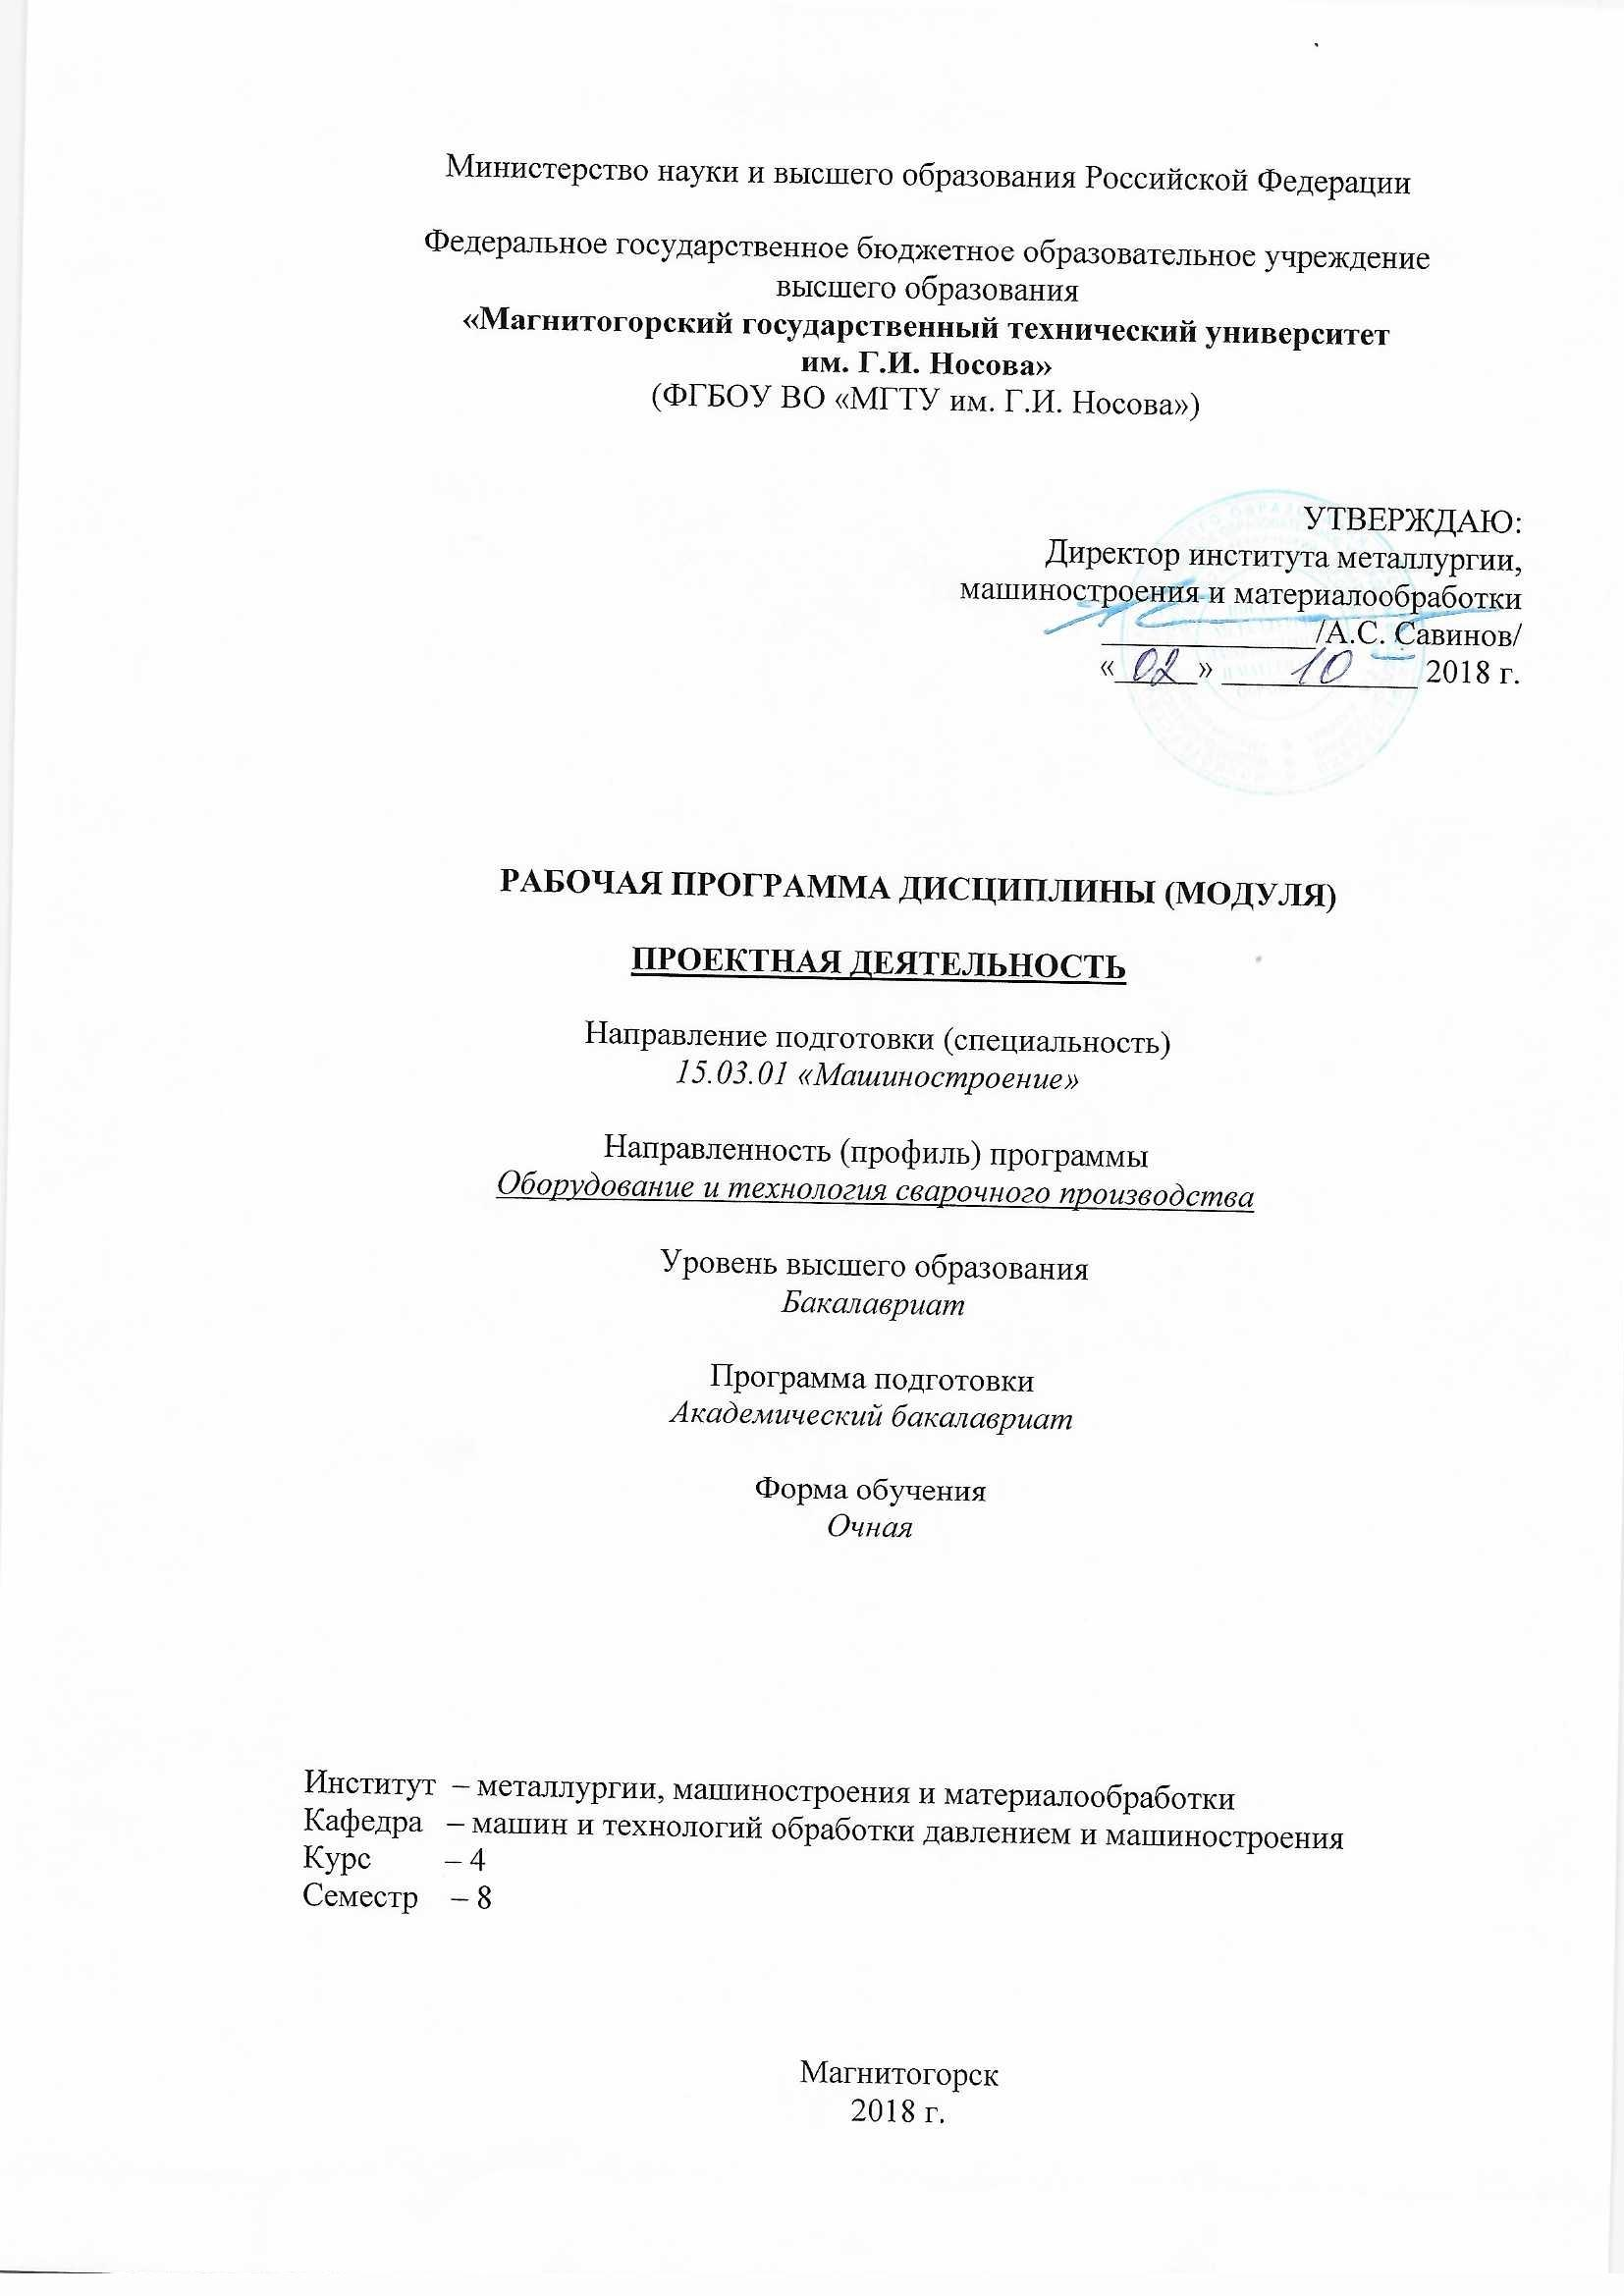 Министерство науки и высшего образования Российской Федерации
Федеральное государственное бюджетное образовательное учреждение
высшего образования
«Магнитогорский государственный технический университет
им. Г.И. Носова»
(ФГБОУ ВО «МГТУ им. Г.И. Носова»)
УТВЕРЖДАЮ:
Директор института металлургии,
машиностроения и материалообработки
/А.С. Савинов/
«02» 10 2018 г.
РАБОЧАЯ ПРОГРАММА ДИСЦИПЛИНЫ (МОДУЛЯ)
ПРОЕКТНАЯ ДЕЯТЕЛЬНОСТЬ
Направление подготовки (специальность)
15.03.01 «Машиностроение»
Направленность (профиль) программы
Оборудование и технология сварочного производства
Уровень высшего образования
Бакалавриат
Программа подготовки
Академический бакалавриат
Форма обучения
Очная
Институт – металлургии, машиностроения и материалообработки
Кафедра – машин и технологий обработки давлением и машиностроения
Курс – 4
Семестр – 8
Магнитогорск
2018 г.